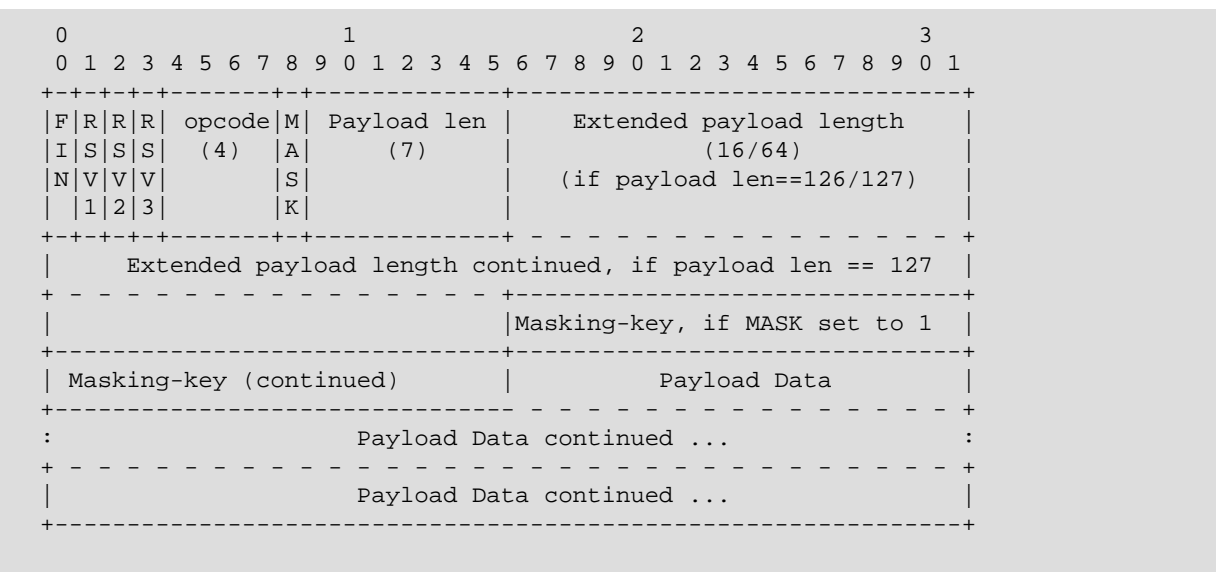 0                   1                   2                   3
 0 1 2 3 4 5 6 7 8 9 0 1 2 3 4 5 6 7 8 9 0 1 2 3 4 5 6 7 8 9 0 1
+-+-+-+-+-------+-+-------------+-------------------------------+
|F|R|R|R| opcode|M| Payload len |    Extended payload length    |
|I|S|S|S|  (4)  |A|     (7)     |             (16/64)           |
|N|V|V|V|       |S|             |   (if payload len==126/127)   |
| |1|2|3|       |K|             |                               |
+-+-+-+-+-------+-+-------------+ - - - - - - - - - - - - - - - +
|     Extended payload length continued, if payload len == 127  |
+ - - - - - - - - - - - - - - - +-------------------------------+
|                               |Masking-key, if MASK set to 1  |
+-------------------------------+-------------------------------+
| Masking-key (continued)       |          Payload Data         |
+-------------------------------- - - - - - - - - - - - - - - - +
:                     Payload Data continued ...                :
+ - - - - - - - - - - - - - - - - - - - - - - - - - - - - - - - +
|                     Payload Data continued ...                |
+---------------------------------------------------------------+